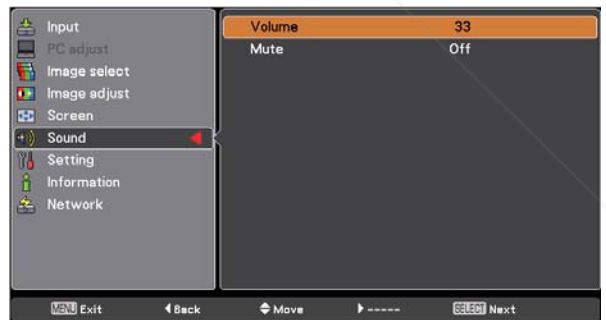 Input
PC adjust
Image select
Image adjust
Screen
Sound
Setting
Information
Network
Volume 33
Mute Off
MENU Exit
Back
Move
-----
SELECT Next